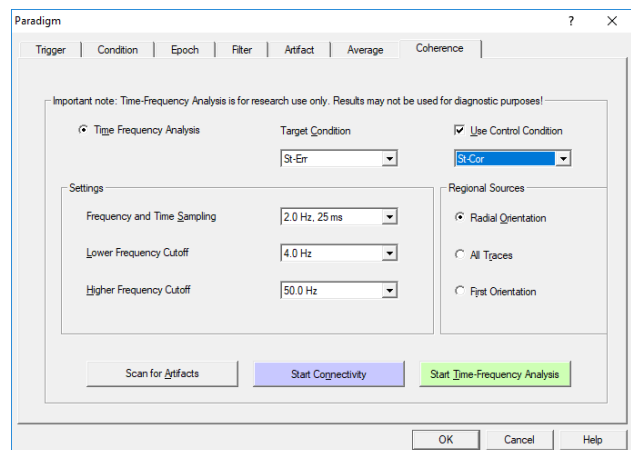 Paradigm ? ×
Trigger Condition Epoch Filter Artifact Average Coherence
Important note: Time-Frequency Analysis is for research use only. Results may not be used for diagnostic purposes!
Time Frequency Analysis Target Condition Use Control Condition
St-Err St-Cor
Settings Regional Sources
Frequency and Time Sampling 2.0 Hz, 25 ms Radial Orientation
Lower Frequency Cutoff 4.0 Hz All Traces
Higher Frequency Cutoff 50.0 Hz First Orientation
Scan for Artifacts Start Connectivity Start Time-Frequency Analysis
OK Cancel Help